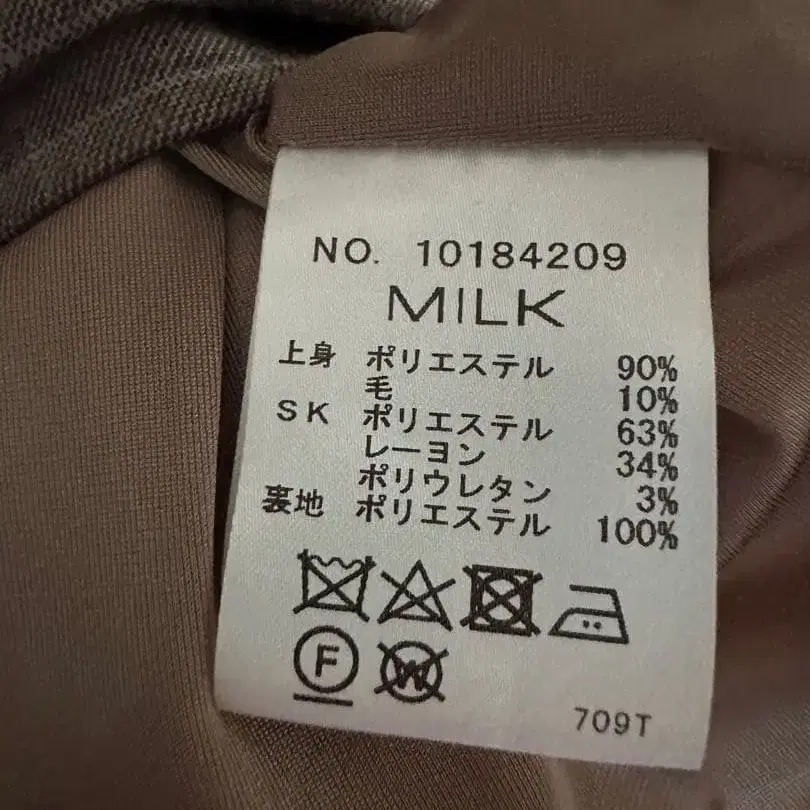 NO. 10184209
MILK
上身 ポリエステル 90%
毛 10%
SK ポリエステル 63%
レーヨン 34%
ポリウレタン 3%
裏地 ポリエステル 100%
F W
709T